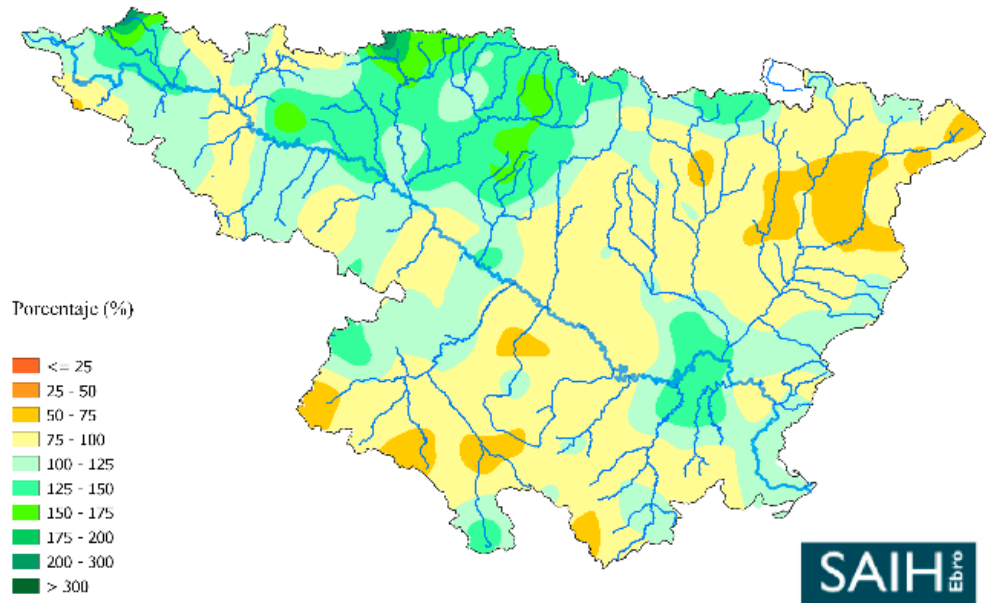 Porcentaje (%)
<= 25
25 - 50
50 - 75
75 - 100
100 - 125
125 - 150
150 - 175
175 - 200
200 - 300
> 300
SAIH Ebro